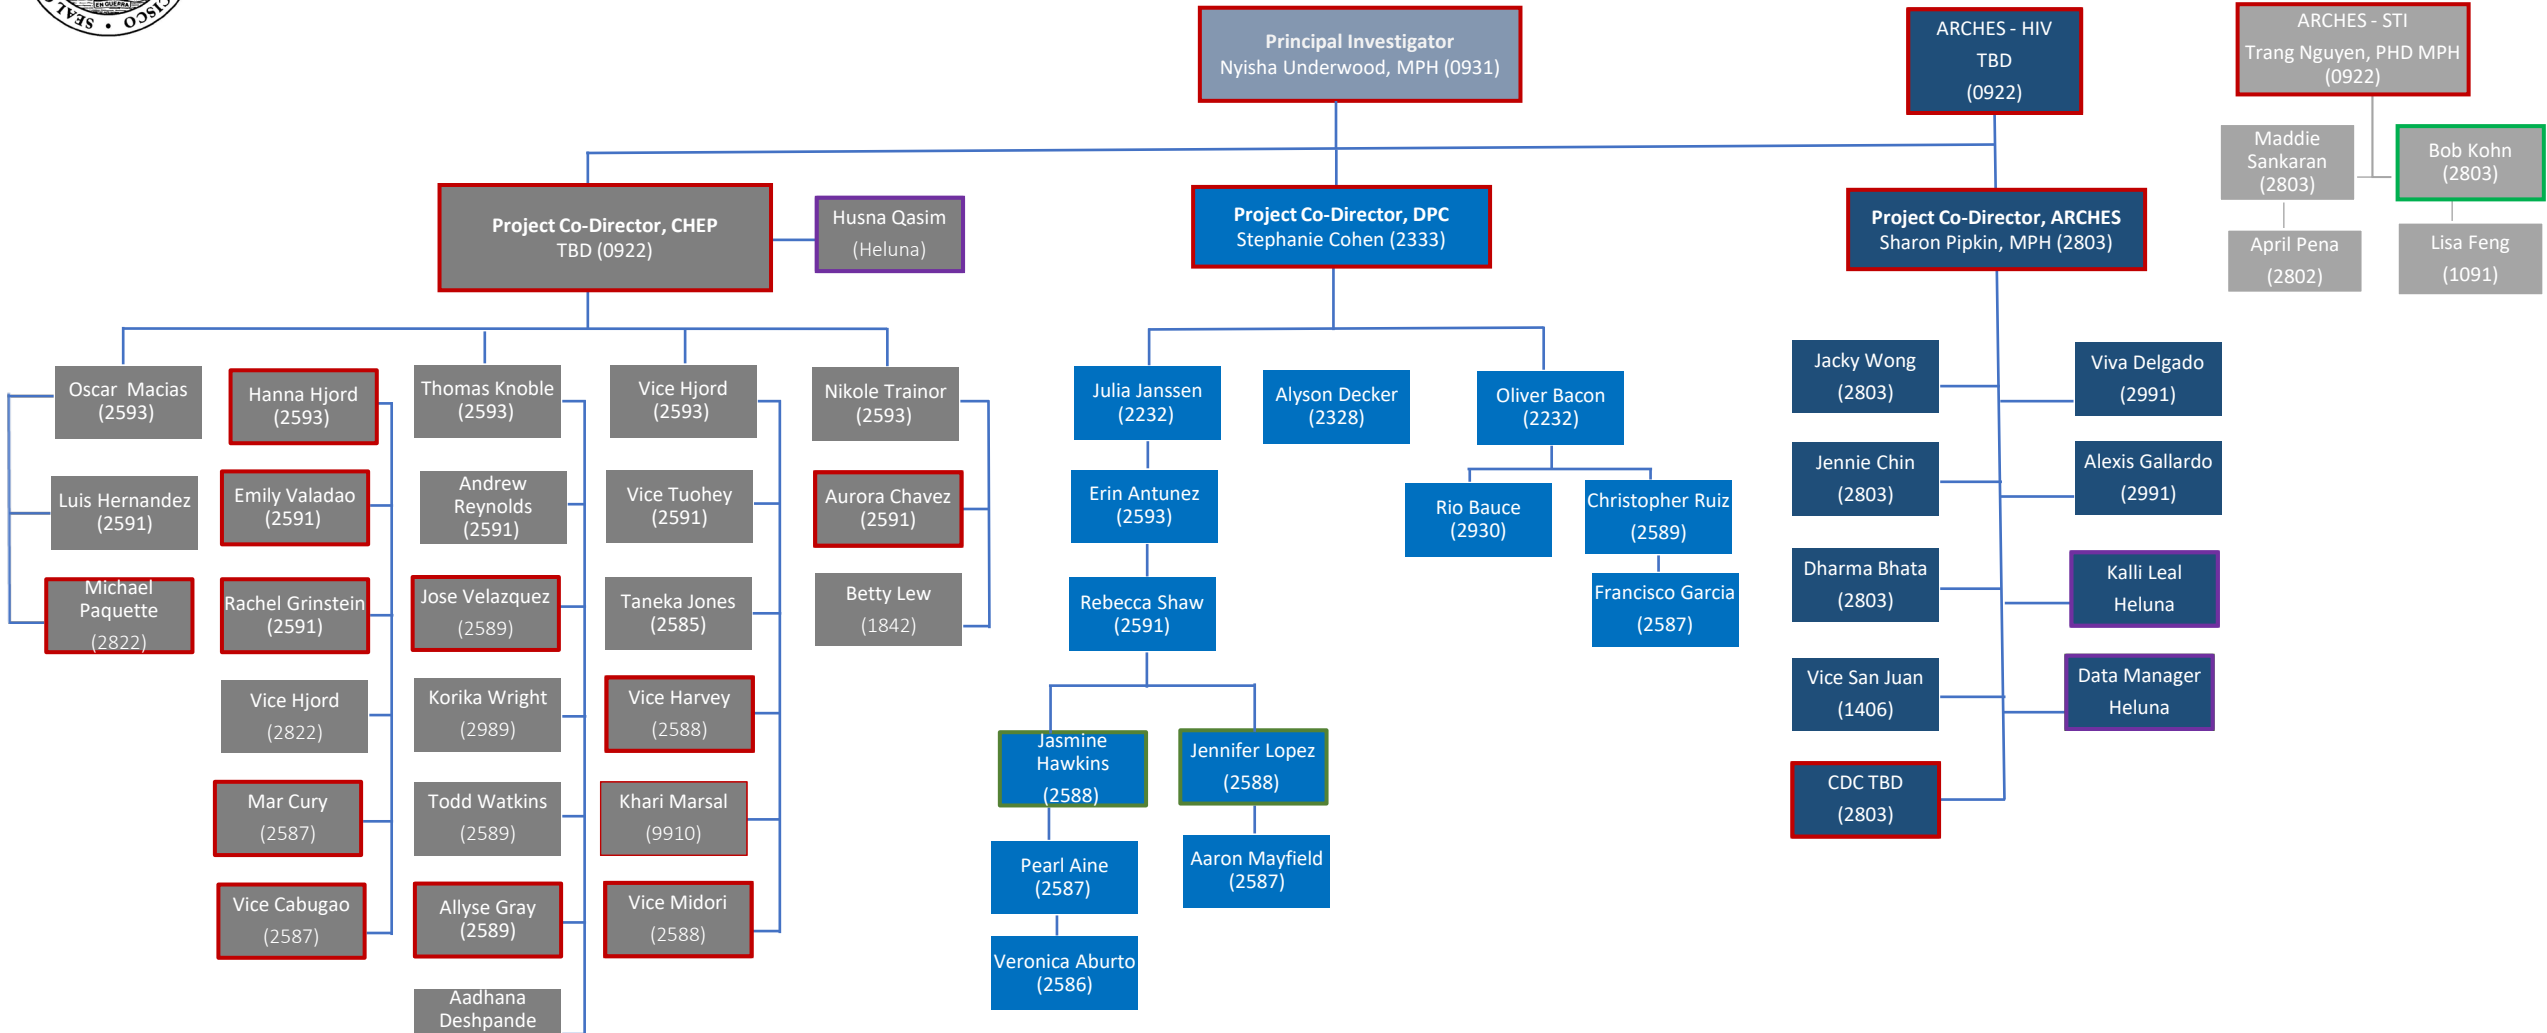 EN GUERRA
SEAL O
CISCO
Principal Investigator
Nyisha Underwood, MPH (0931)
ARCHES - HIV
TBD
(0922)
ARCHES - STI
Trang Nguyen, PHD MPH
(0922)
Maddie
Sankaran
(2803)
Bob Kohn
(2803)
April Pena
(2802)
Lisa Feng
(1091)
Project Co-Director, CHEP
TBD (0922)
Husna Qasim
(Heluna)
Project Co-Director, DPC
Stephanie Cohen (2333)
Project Co-Director, ARCHES
Sharon Pipkin, MPH (2803)
Oscar Macias
(2593)
Luis Hernandez
(2591)
Michael
Paquette
(2822)
Hanna Hjord
(2593)
Emily Valadao
(2591)
Rachel Grinstein
(2591)
Vice Hjord
(2822)
Mar Cury
(2587)
Vice Cabugao
(2587)
Thomas Knoble
(2593)
Andrew
Reynolds
(2591)
Jose Velazquez
(2589)
Korika Wright
(2989)
Todd Watkins
(2589)
Allyse Gray
(2589)
Aadhana
Deshpande
Vice Hjord
(2593)
Vice Tuohey
(2591)
Taneka Jones
(2585)
Vice Harvey
(2588)
Khari Marsal
(9910)
Vice Midori
(2588)
Nikole Trainor
(2593)
Aurora Chavez
(2591)
Betty Lew
(1842)
Julia Janssen
(2232)
Erin Antunez
(2593)
Rebecca Shaw
(2591)
Jasmine
Hawkins
(2588)
Pearl Aine
(2587)
Veronica Aburto
(2586)
Jennifer Lopez
(2588)
Aaron Mayfield
(2587)
Alyson Decker
(2328)
Oliver Bacon
(2232)
Rio Bauce
(2930)
Christopher Ruiz
(2589)
Francisco Garcia
(2587)
Jacky Wong
(2803)
Jennie Chin
(2803)
Dharma Bhata
(2803)
Vice San Juan
(1406)
CDC TBD
(2803)
Viva Delgado
(2991)
Alexis Gallardo
(2991)
Kalli Leal
Heluna
Data Manager
Heluna